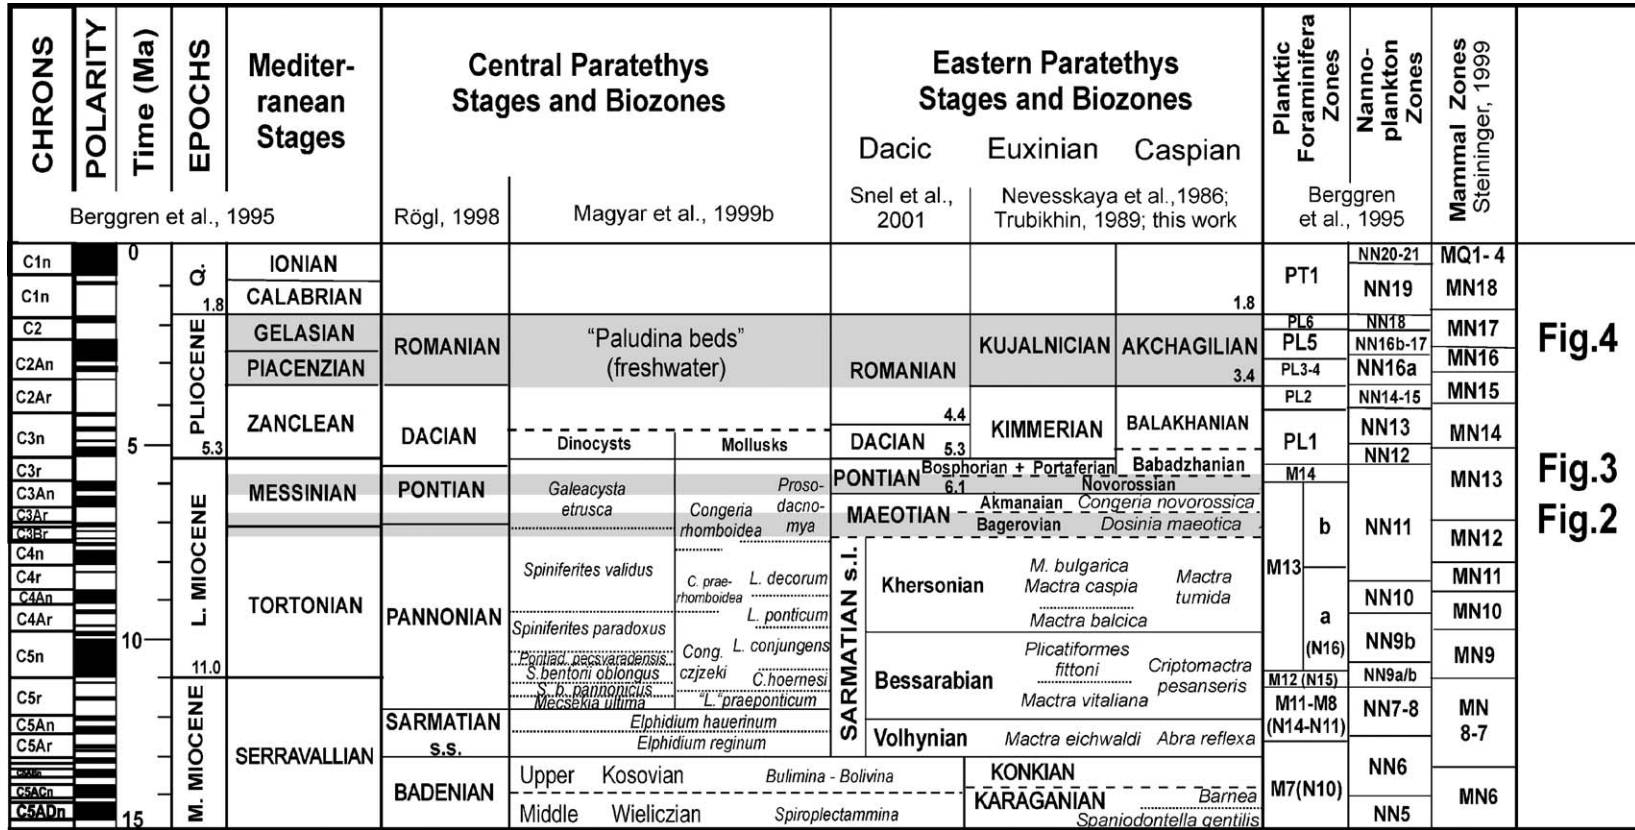 CHRONS
POLARITY
Time (Ma)
EPOCHS
Mediter-
ranean
Stages
Central Paratethys
Stages and Biozones
Eastern Paratethys
Stages and Biozones
Dacic
Euxinian
Caspian
Planktic
Foraminifera
Zones
Nanno-
plankton
Zones
Mammal Zones
Steininger, 1999
Berggren et al., 1995
Rögl, 1998
Magyar et al., 1999b
Snel et al.,
2001
Nevesskaya et al.,1986;
Trubikhin, 1989; this work
Berggren
et al., 1995
C1n
C1n
C2
C2An
C2Ar
C3n
C3r
C3An
C3Ar
C3Br
C4n
C4r
C4An
C4Ar
C5n
C5r
C5An
C5Ar
C5ACn
C5ADn
0
5
10
15
Q.
1.8
PLIOCENE
5.3
L. MIOCENE
11.0
M. MIOCENE
IONIAN
CALABRIAN
GELASIAN
PIACENZIAN
ZANCLEAN
MESSINIAN
TORTONIAN
SERRAVALLIAN
ROMANIAN
DACIAN
PONTIAN
PANNONIAN
SARMATIAN
s.s.
BADENIAN
“Paludina beds”
(freshwater)
Dinocysts
Galeacysta
etrusca
Spiniferites validus
Spiniferites paradoxus
Pontiad. pecsvaradensis
S.bentorii oblongus
S. b. pannonicus
Mecsekia ultima
Mollusks
Congeria
rhomboidea
Proso-
dacno-
mya
C. prae-
rhomboidea
L. decorum
L. ponticum
Cong.
czjzeki
L. conjungens
C.hoernesi
“L.“praeponticum
Elphidium hauerinum
Elphidium reginum
Upper Kosovian Bulimina - Bolivina
Middle Wieliczian Spiroplectammina
ROMANIAN
4.4
DACIAN 5.3
PONTIAN
6.1
MAEOTIAN
SARMATIAN s.l.
KUJALNICIAN
KIMMERIAN
1.8
AKCHAGILIAN
3.4
BALAKHANIAN
Bosphorian + Portaferian Babadzhanian
Novorossian
Akmanaian Congeria novorossica
Bagerovian Dosinia maeotica
Khersonian
M. bulgarica
Mactra caspia
Mactra balcica
Mactra
tumida
Bessarabian
Plicatiformes
fittoni
Mactra vitaliana
Criptomactra
pesanseris
Volhynian Mactra eichwaldi Abra reflexa
KONKIAN
KARAGANIAN Barnea
Spaniodontella gentilis
PT1
PL6
PL5
PL3-4
PL2
PL1
M14
M13
b
a
(N16)
M12 (N15)
M11-M8
(N14-N11)
M7(N10)
NN20-21
NN19
NN18
NN16b-17
NN16a
NN14-15
NN13
NN12
NN11
NN10
NN9b
NN9a/b
NN7-8
NN6
NN5
MQ1- 4
MN18
MN17
MN16
MN15
MN14
MN13
MN12
MN11
MN10
MN9
MN
8-7
MN6
Fig.4
Fig.3
Fig.2